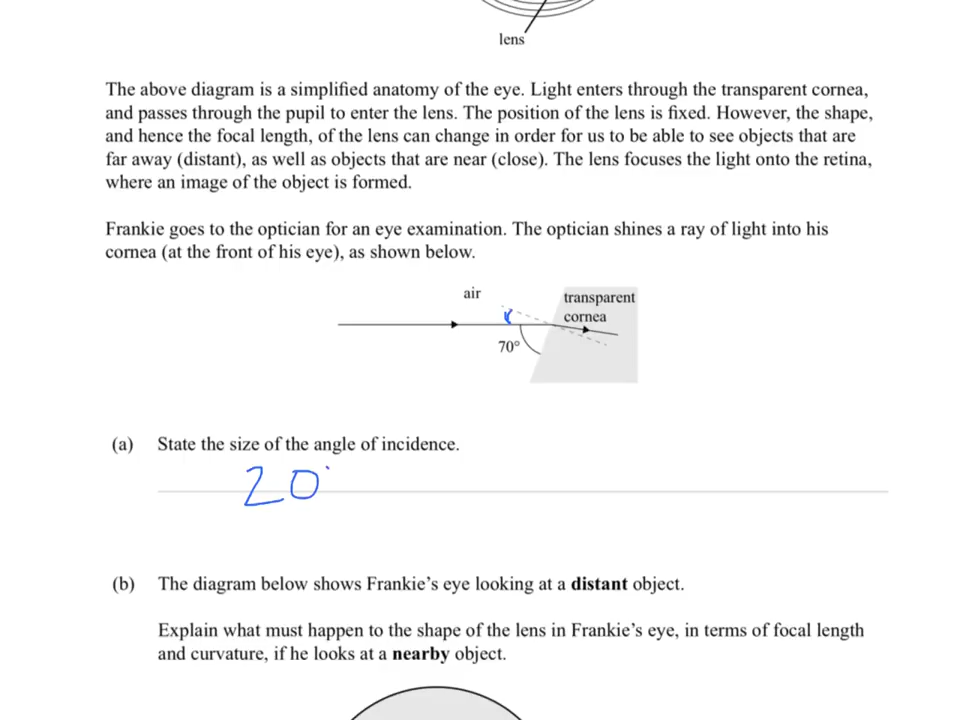 lens
The above diagram is a simplified anatomy of the eye. Light enters through the transparent cornea,
and passes through the pupil to enter the lens. The position of the lens is fixed. However, the shape,
and hence the focal length, of the lens can change in order for us to be able to see objects that are
far away (distant), as well as objects that are near (close). The lens focuses the light onto the retina,
where an image of the object is formed.
Frankie goes to the optician for an eye examination. The optician shines a ray of light into his
cornea (at the front of his eye), as shown below.
air
transparent
cornea
70°
(a) State the size of the angle of incidence.
20°
(b) The diagram below shows Frankie's eye looking at a distant object.
Explain what must happen to the shape of the lens in Frankie's eye, in terms of focal length
and curvature, if he looks at a nearby object.